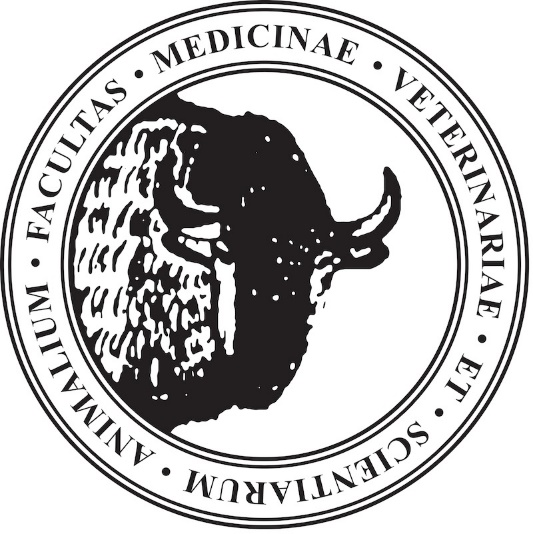 FACULTAS • MEDICINAE • VETERINARIAE • ET • SCIENTIARUM • ANIMALIUM •